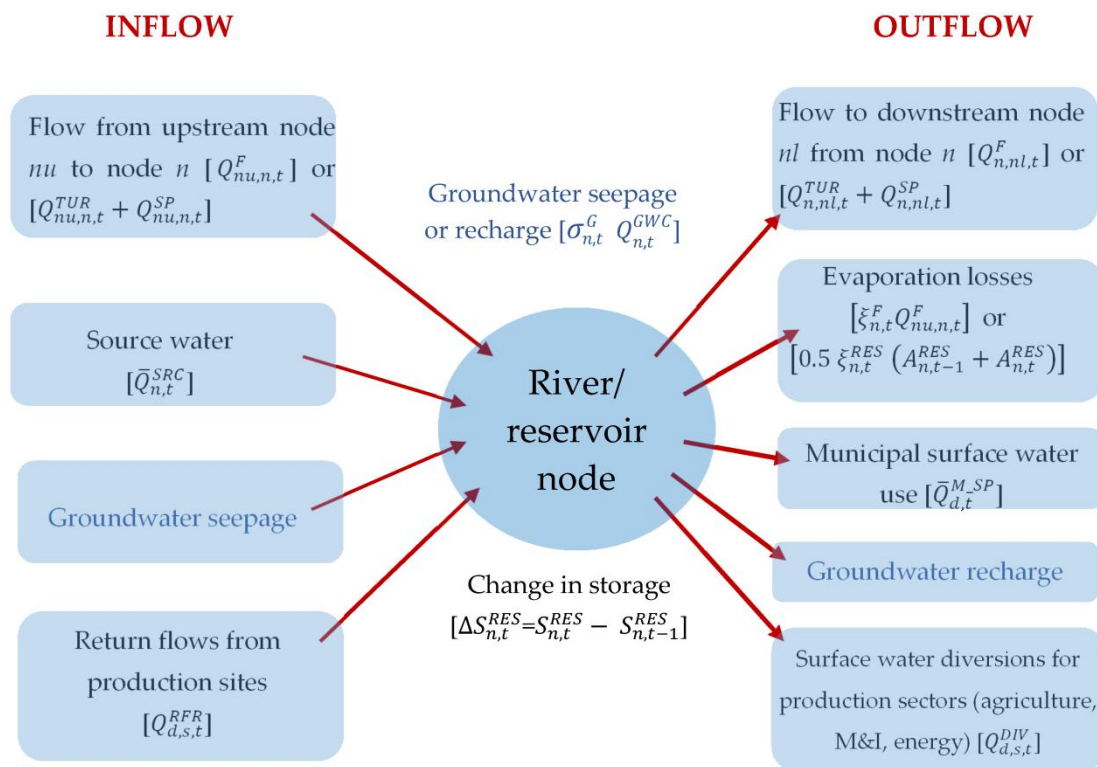 INFLOW
Flow from upstream node
nu to node n [Q^F_{nu,n,t}] or
[Q^{TUR}_{nu,n,t} + Q^{SP}_{nu,n,t}]
Source water
[Q̄^{SRC}_{n,t}]
Groundwater seepage
Return flows from
production sites
[Q^{RFR}_{d,s,t}]
Groundwater seepage
or recharge [σ^G_{n,t} Q^{GWC}_{n,t}]
River/
reservoir
node
Change in storage
[ΔS^{RES}_{n,t}=S^{RES}_{n,t} − S^{RES}_{n,t-1}]
OUTFLOW
Flow to downstream node
nl from node n [Q^F_{n,nl,t}] or
[Q^{TUR}_{n,nl,t} + Q^{SP}_{n,nl,t}]
Evaporation losses
[ξ^F_{n,t}Q^F_{nu,n,t}] or
[0.5 ξ^{RES}_{n,t} (A^{RES}_{n,t-1} + A^{RES}_{n,t})]
Municipal surface water
use [Q̄^{M_SP}_{d,t}]
Groundwater recharge
Surface water diversions for
production sectors (agriculture,
M&I, energy) [Q^{DIV}_{d,s,t}]